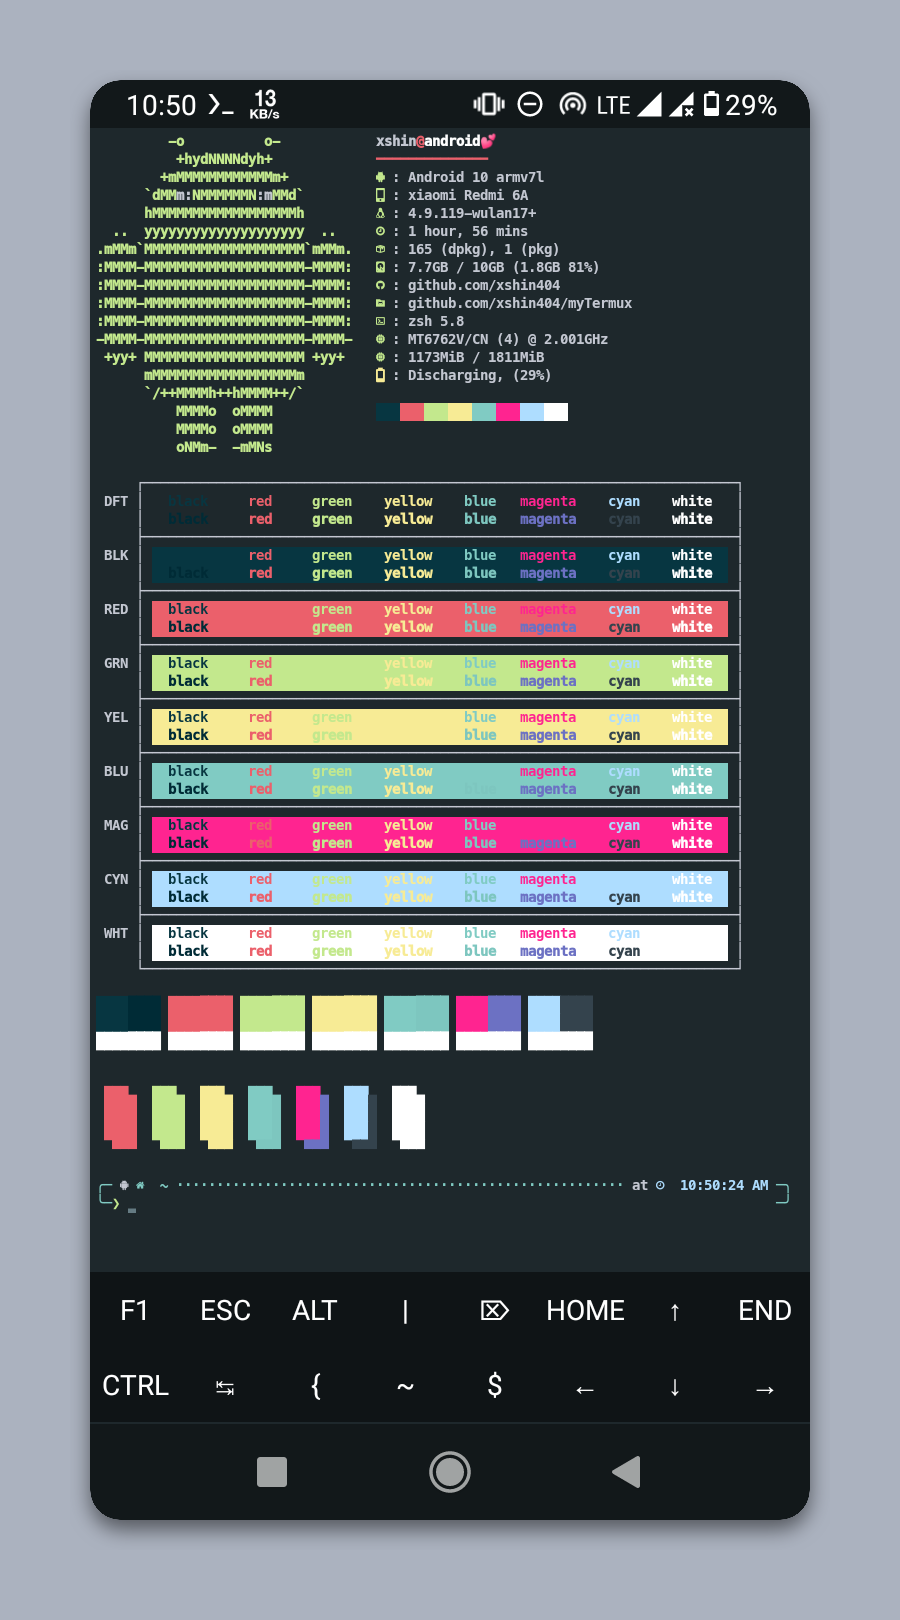 10:50 13 KB/s LTE 29%
xshin@android💕
: Android 10 armv7l
: xiaomi Redmi 6A
: 4.9.119-wulan17+
: 1 hour, 56 mins
: 165 (dpkg), 1 (pkg)
: 7.7GB / 10GB (1.8GB 81%)
: github.com/xshin404
: github.com/xshin404/myTermux
: zsh 5.8
: MT6762V/CN (4) @ 2.001GHz
: 1173MiB / 1811MiB
: Discharging, (29%)
-o          o-
+hydNNNNdyh+
+mMMMMMMMMMMMMm+
`dMMm:NMMMMMMN:mMMd`
hMMMMMMMMMMMMMMMMMMh
..  yyyyyyyyyyyyyyyyyyyy  ..
.mMMm`MMMMMMMMMMMMMMMMMMMM`mMMm.
:MMMM-MMMMMMMMMMMMMMMMMMMM-MMMM:
:MMMM-MMMMMMMMMMMMMMMMMMMM-MMMM:
:MMMM-MMMMMMMMMMMMMMMMMMMM-MMMM:
:MMMM-MMMMMMMMMMMMMMMMMMMM-MMMM:
-MMMM-MMMMMMMMMMMMMMMMMMMM-MMMM-
+yy+ MMMMMMMMMMMMMMMMMMMM +yy+
mMMMMMMMMMMMMMMMMMMm
`/++MMMMh++hMMMM++/`
MMMMo  oMMMM
MMMMo  oMMMM
oNMm-  -mMNs
DFT black red green yellow blue magenta cyan white
black red green yellow blue magenta cyan white
BLK red green yellow blue magenta cyan white
black red green yellow blue magenta cyan white
RED black green yellow blue magenta cyan white
black green yellow blue magenta cyan white
GRN black red yellow blue magenta cyan white
black red yellow blue magenta cyan white
YEL black red green blue magenta cyan white
black red green blue magenta cyan white
BLU black red green yellow magenta cyan white
black red green yellow blue magenta cyan white
MAG black red green yellow blue cyan white
black red green yellow blue magenta cyan white
CYN black red green yellow blue magenta white
black red green yellow blue magenta cyan white
WHT black red green yellow blue magenta cyan
black red green yellow blue magenta cyan
~ at 10:50:24 AM
❯ _
F1 ESC ALT | ⌦ HOME ↑ END
CTRL ↹ { ~ $ ← ↓ →